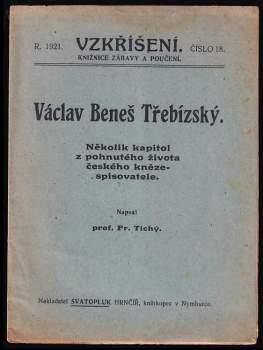 R. 1921. VZKŘÍŠENÍ. ČÍSLO 18.
KNIŽNICE ZÁBAVY A POUČENÍ.
Václav Beneš Třebízský.
Několik kapitol
z pohnutého života
českého kněze-
spisovatele.
Napsal
prof. Fr. Tichý.
Nakladatel SVATOPLUK HRNČÍŘ, knihkupec v Nymburce.